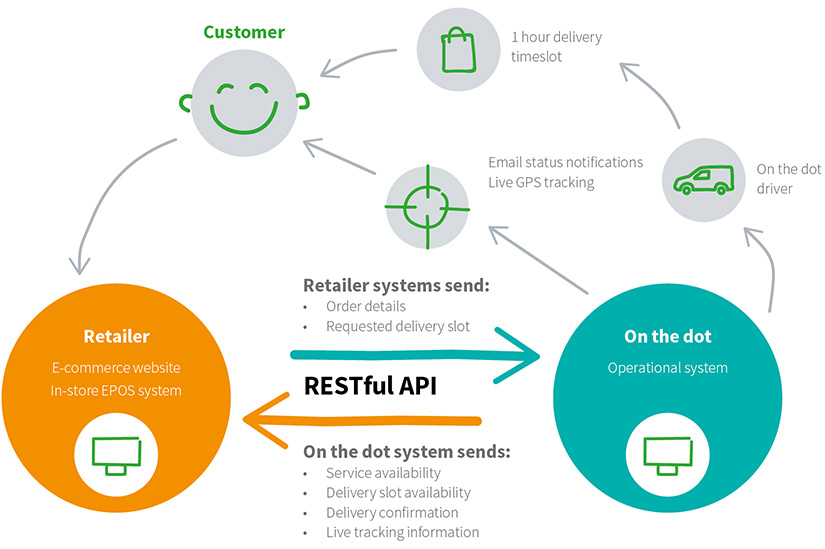 Customer
1 hour delivery
timeslot
Email status notifications
Live GPS tracking
On the dot
driver
Retailer
E-commerce website
In-store EPOS system
Retailer systems send:
• Order details
• Requested delivery slot
RESTful API
On the dot system sends:
• Service availability
• Delivery slot availability
• Delivery confirmation
• Live tracking information
On the dot
Operational system